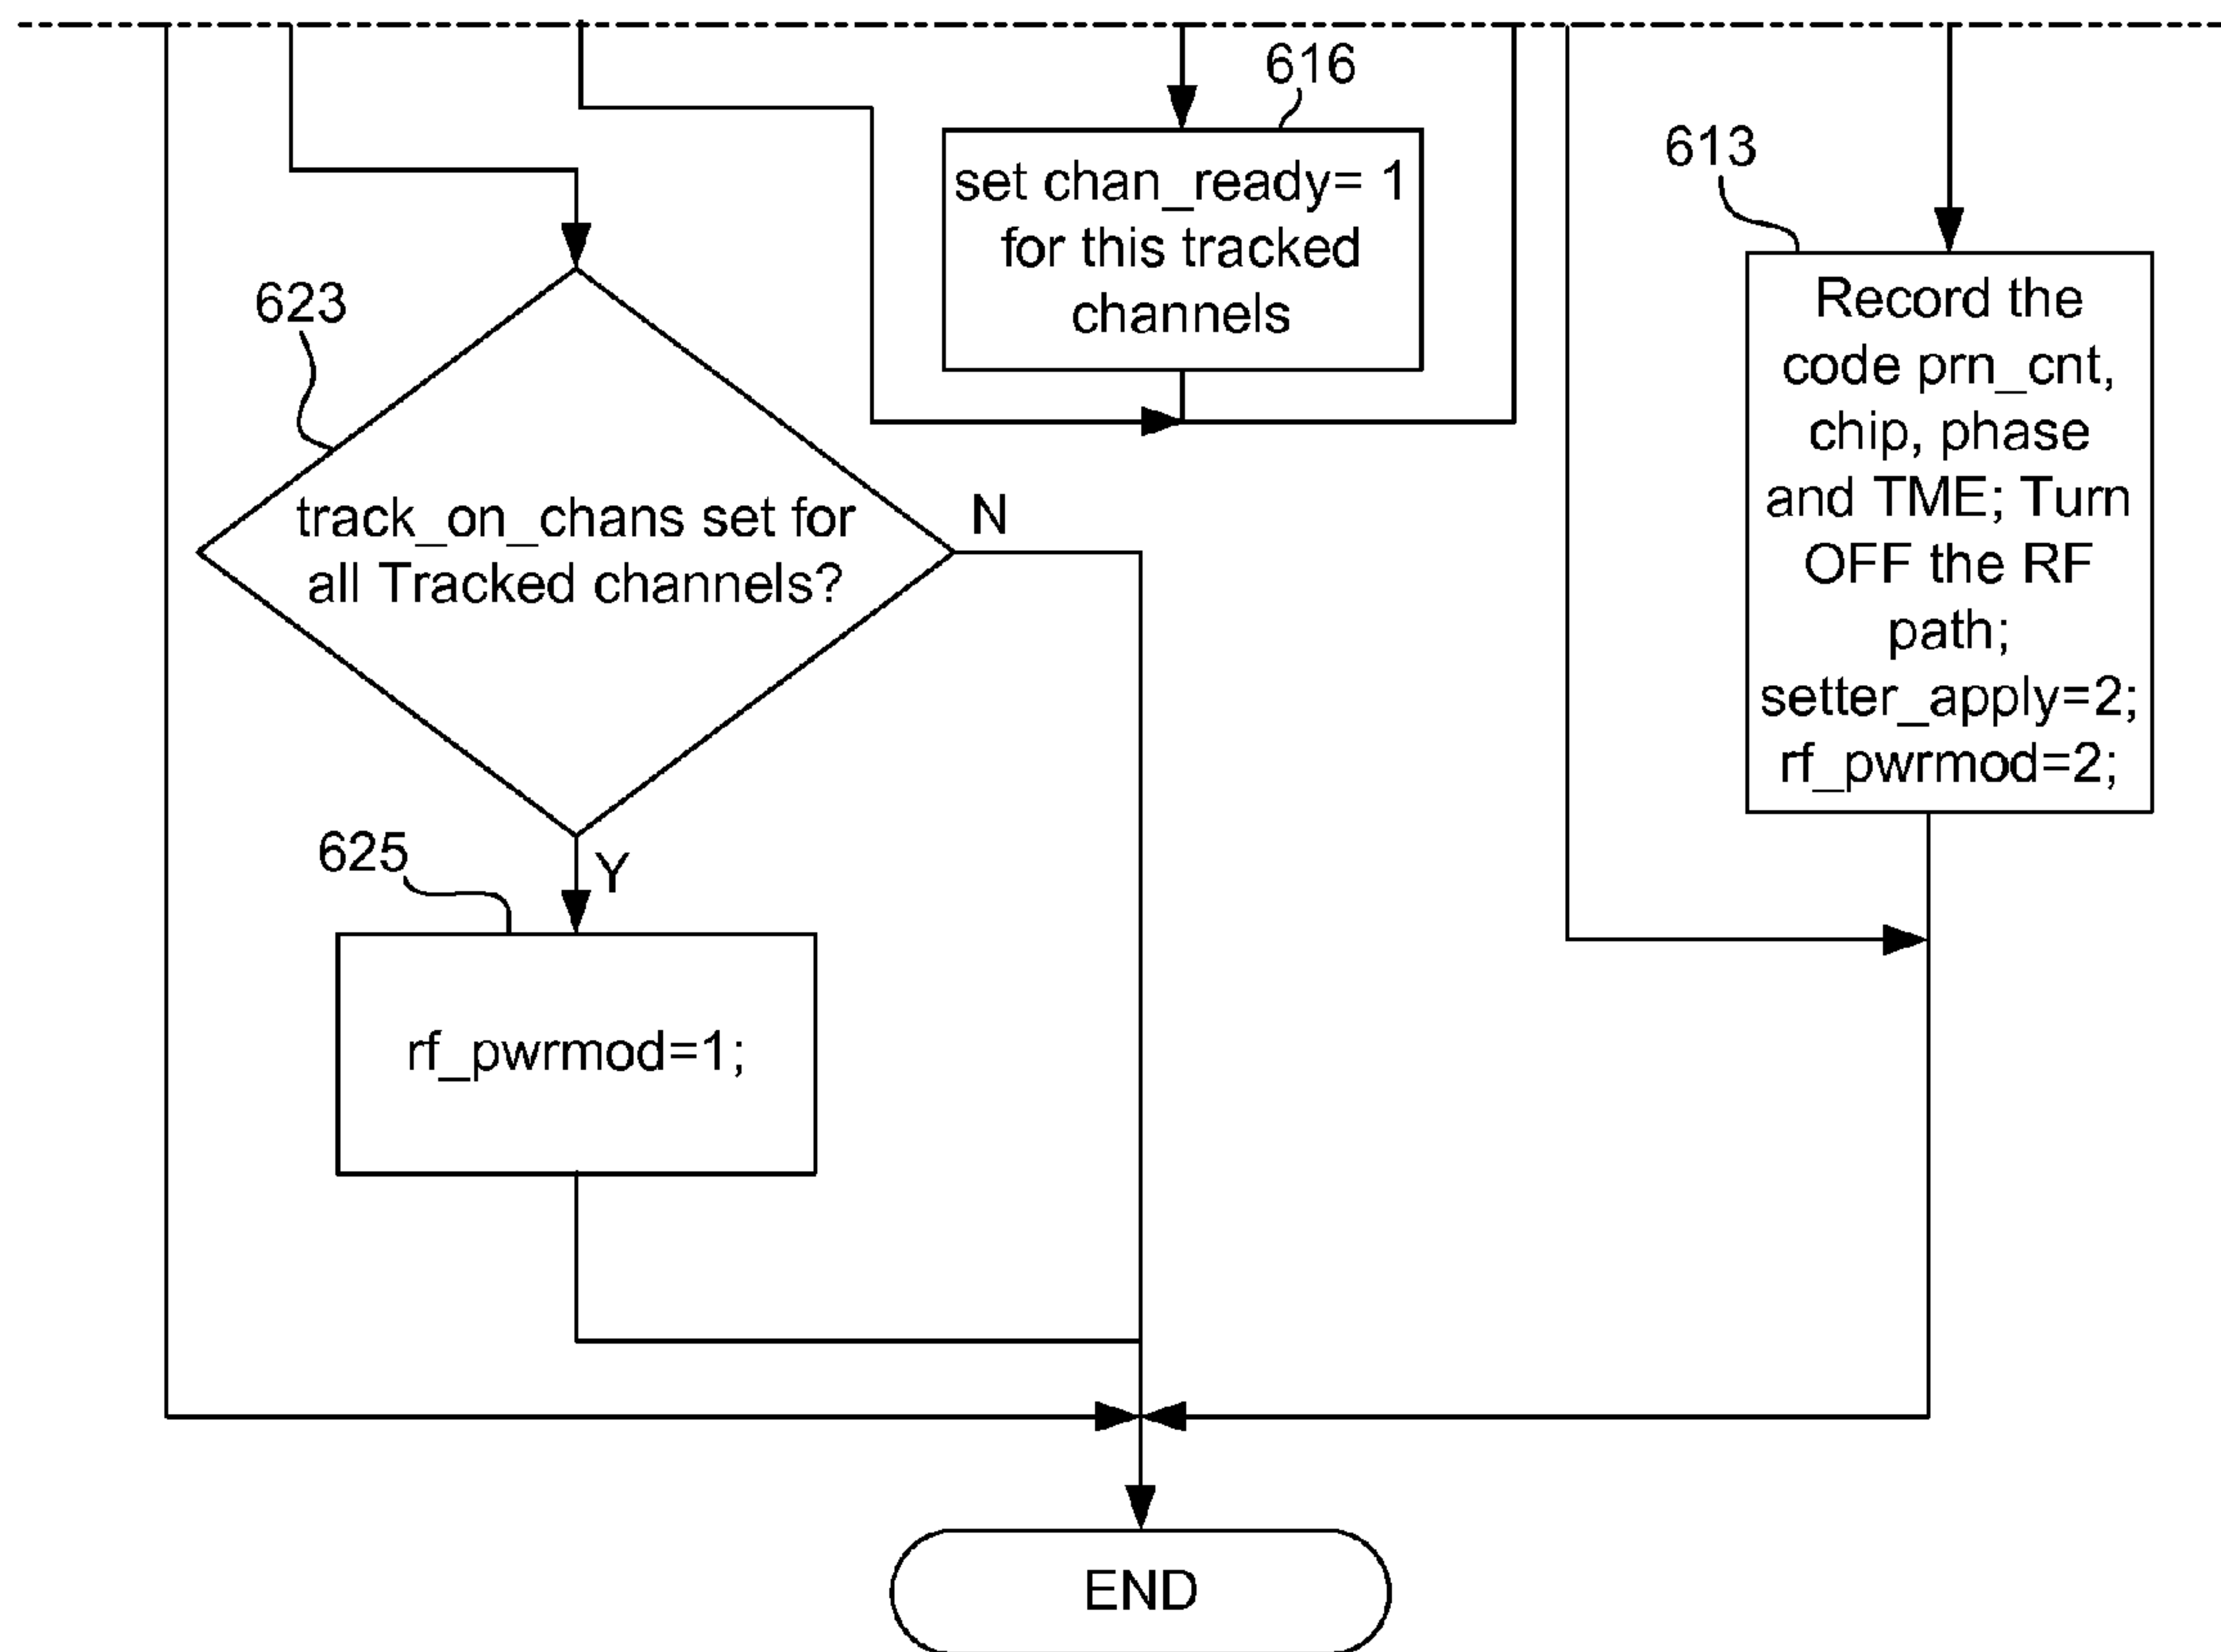 616
set chan_ready= 1
for this tracked
channels
613
Record the
code prn_cnt,
chip, phase
and TME; Turn
OFF the RF
path;
setter_apply=2;
rf_pwrmod=2;
623
track_on_chans set for
all Tracked channels?
N
Y
625
rf_pwrmod=1;
END